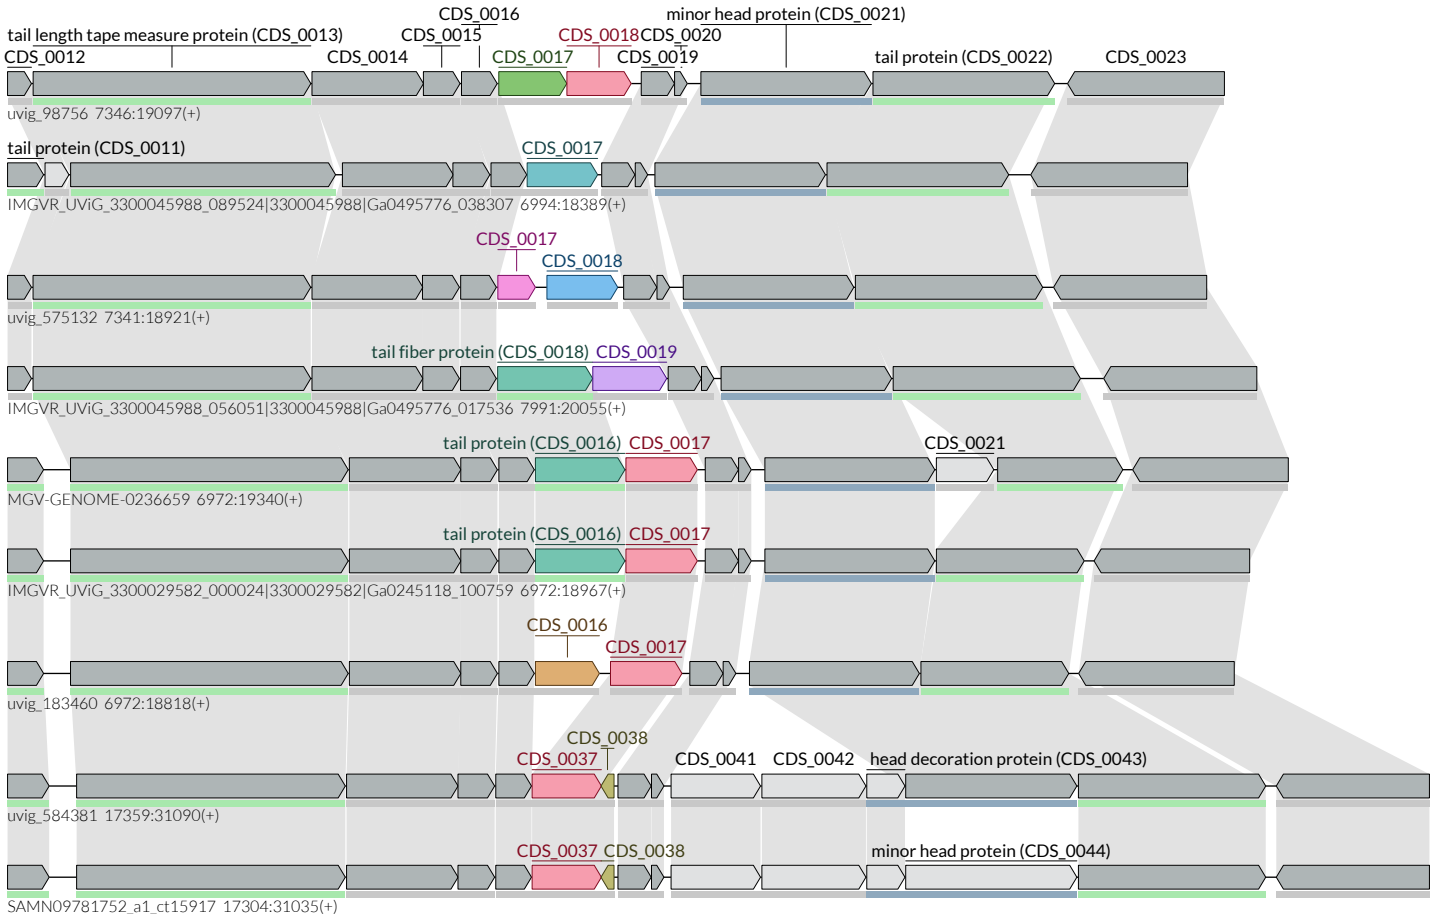 CDS_0016
minor head protein (CDS_0021)
tail length tape measure protein (CDS_0013)
CDS_0015
CDS_0018
CDS_0020
CDS_0012
CDS_0014
CDS_0017
CDS_0019
tail protein (CDS_0022)
CDS_0023
uvig_98756 7346:19097(+)
tail protein (CDS_0011)
CDS_0017
IMGVR_UViG_3300045988_089524|3300045988|Ga0495776_038307 6994:18389(+)
CDS_0017
CDS_0018
uvig_575132 7341:18921(+)
tail fiber protein (CDS_0018)
CDS_0019
IMGVR_UViG_3300045988_056051|3300045988|Ga0495776_017536 7991:20055(+)
tail protein (CDS_0016)
CDS_0017
CDS_0021
MGV-GENOME-0236659 6972:19340(+)
tail protein (CDS_0016)
CDS_0017
IMGVR_UViG_3300029582_000024|3300029582|Ga0245118_100759 6972:18967(+)
CDS_0016
CDS_0017
uvig_183460 6972:18818(+)
CDS_0038
CDS_0037
CDS_0041
CDS_0042
head decoration protein (CDS_0043)
uvig_584381 17359:31090(+)
CDS_0037
CDS_0038
minor head protein (CDS_0044)
SAMN09781752_a1_ct15917 17304:31035(+)